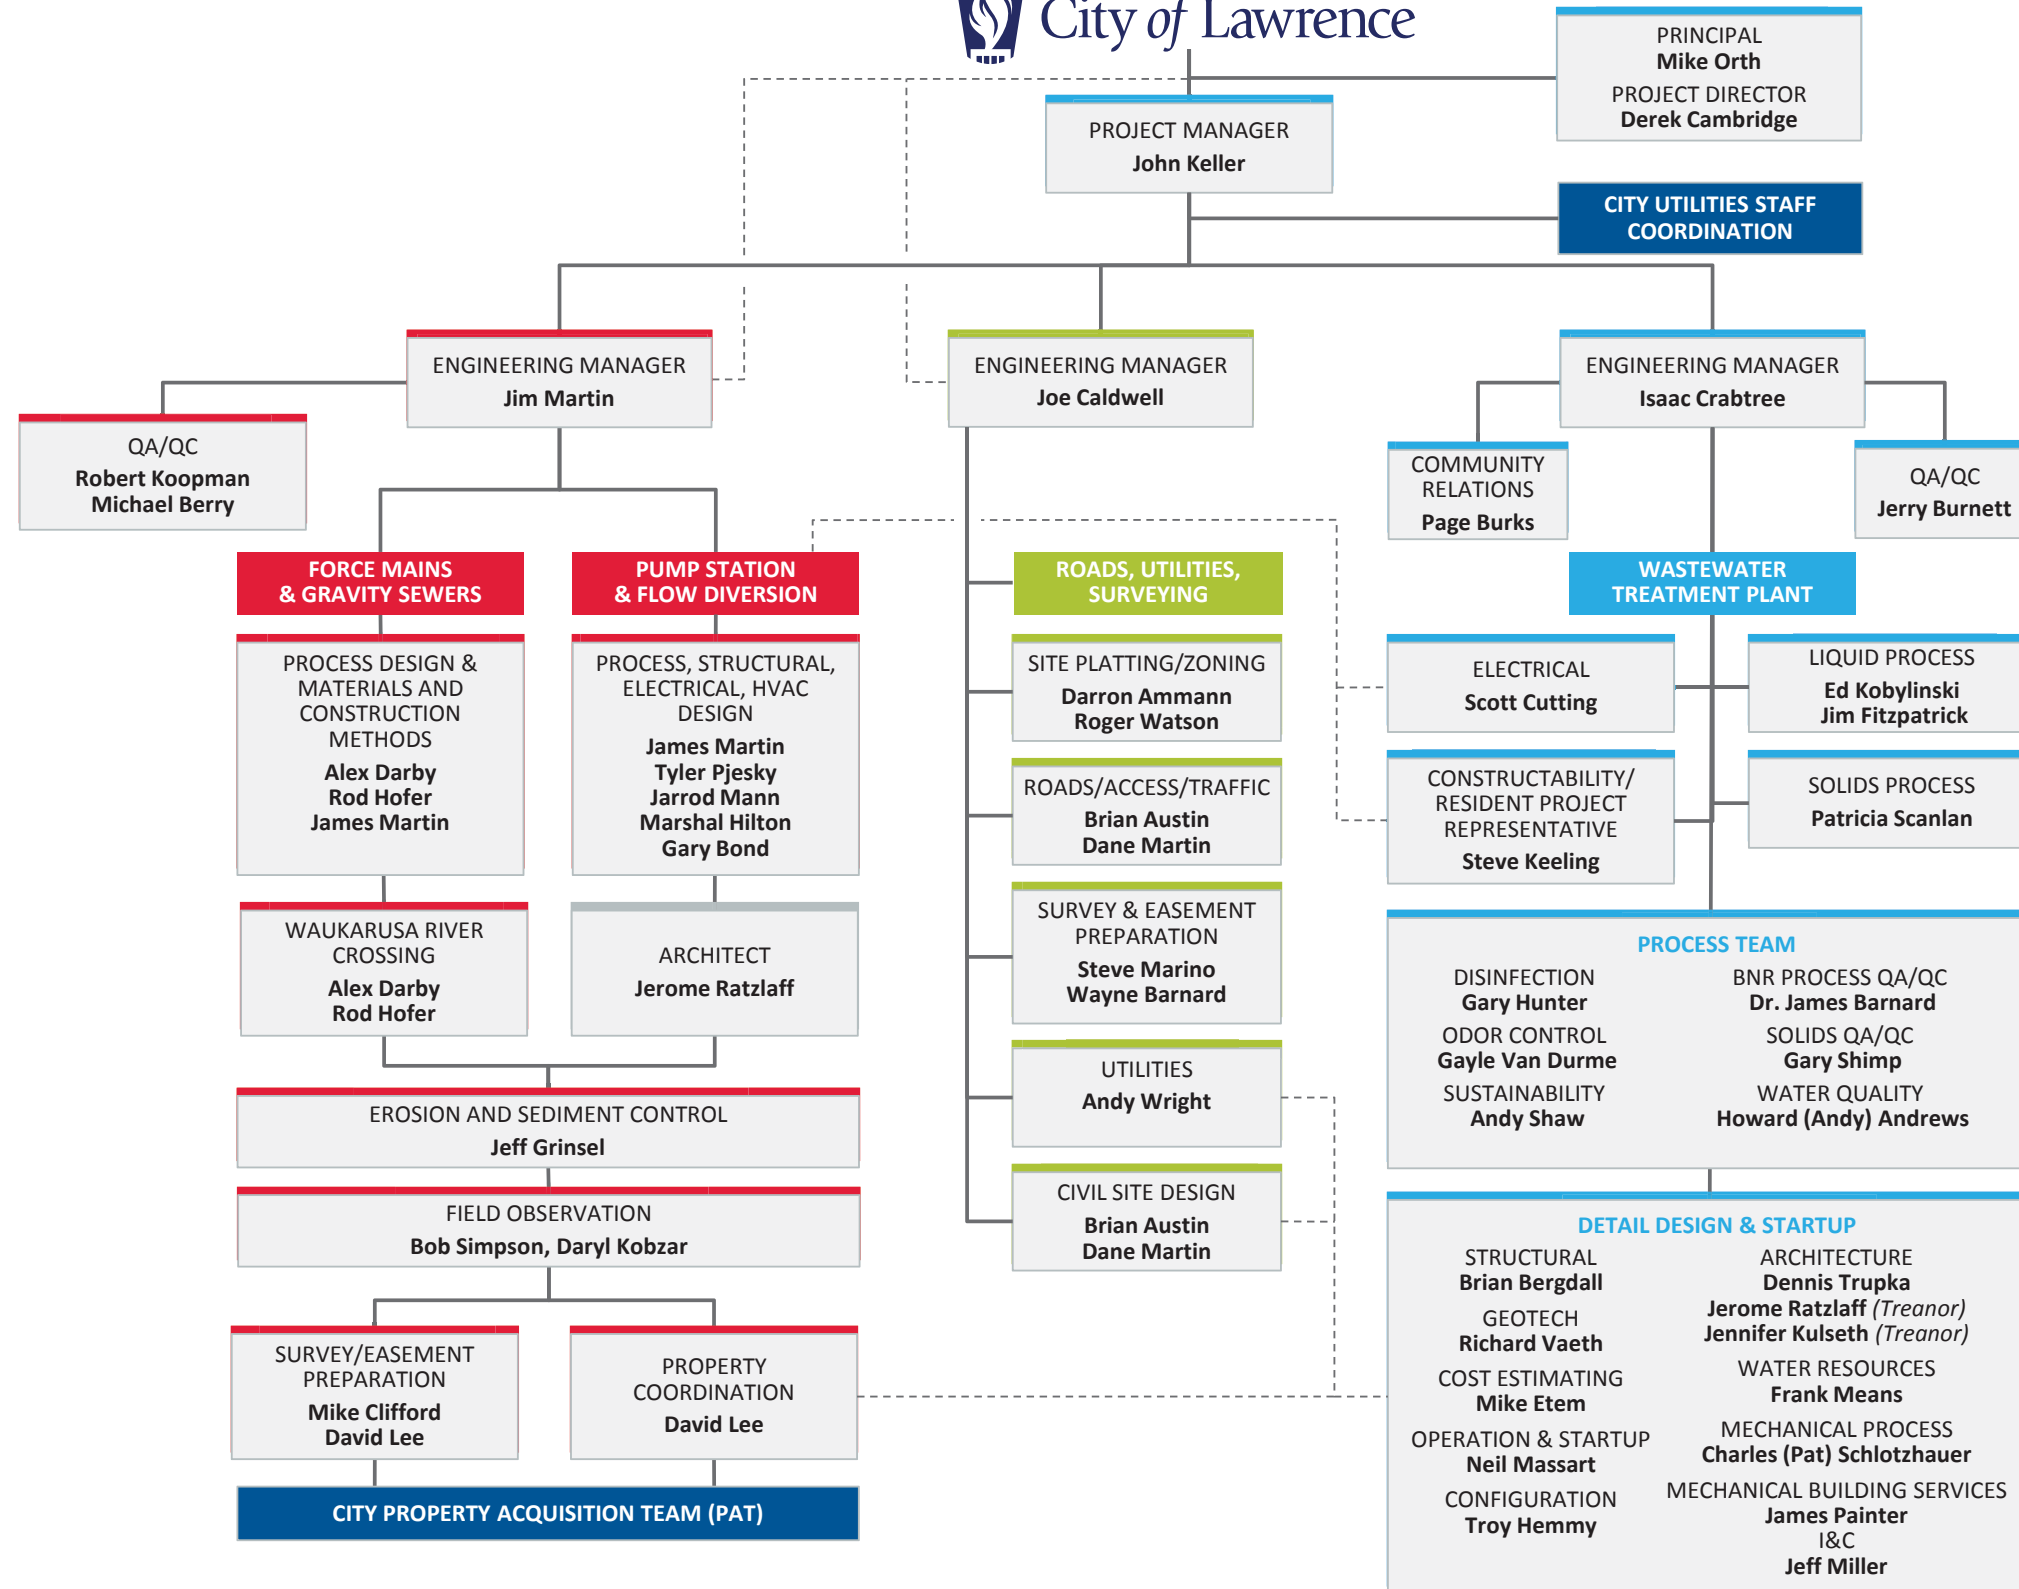 City of Lawrence
PRINCIPAL
Mike Orth
PROJECT DIRECTOR
Derek Cambridge
PROJECT MANAGER
John Keller
CITY UTILITIES STAFF
COORDINATION
ENGINEERING MANAGER
Jim Martin
ENGINEERING MANAGER
Joe Caldwell
ENGINEERING MANAGER
Isaac Crabtree
QA/QC
Robert Koopman
Michael Berry
COMMUNITY
RELATIONS
Page Burks
QA/QC
Jerry Burnett
FORCE MAINS
& GRAVITY SEWERS
PROCESS DESIGN &
MATERIALS AND
CONSTRUCTION
METHODS
Alex Darby
Rod Hofer
James Martin
WAUKARUSA RIVER
CROSSING
Alex Darby
Rod Hofer
PUMP STATION
& FLOW DIVERSION
PROCESS, STRUCTURAL,
ELECTRICAL, HVAC
DESIGN
James Martin
Tyler Pjesky
Jarrod Mann
Marshal Hilton
Gary Bond
ARCHITECT
Jerome Ratzlaff
EROSION AND SEDIMENT CONTROL
Jeff Grinsel
FIELD OBSERVATION
Bob Simpson, Daryl Kobzar
SURVEY/EASEMENT
PREPARATION
Mike Clifford
David Lee
PROPERTY
COORDINATION
David Lee
CITY PROPERTY ACQUISITION TEAM (PAT)
ROADS, UTILITIES,
SURVEYING
SITE PLATTING/ZONING
Darron Ammann
Roger Watson
ROADS/ACCESS/TRAFFIC
Brian Austin
Dane Martin
SURVEY & EASEMENT
PREPARATION
Steve Marino
Wayne Barnard
UTILITIES
Andy Wright
CIVIL SITE DESIGN
Brian Austin
Dane Martin
WASTEWATER
TREATMENT PLANT
ELECTRICAL
Scott Cutting
LIQUID PROCESS
Ed Kobylinski
Jim Fitzpatrick
CONSTRUCTABILITY/
RESIDENT PROJECT
REPRESENTATIVE
Steve Keeling
SOLIDS PROCESS
Patricia Scanlan
PROCESS TEAM
DISINFECTION
Gary Hunter
ODOR CONTROL
Gayle Van Durme
SUSTAINABILITY
Andy Shaw
BNR PROCESS QA/QC
Dr. James Barnard
SOLIDS QA/QC
Gary Shimp
WATER QUALITY
Howard (Andy) Andrews
DETAIL DESIGN & STARTUP
STRUCTURAL
Brian Bergdall
GEOTECH
Richard Vaeth
COST ESTIMATING
Mike Etem
OPERATION & STARTUP
Neil Massart
CONFIGURATION
Troy Hemmy
ARCHITECTURE
Dennis Trupka
Jerome Ratzlaff (Treanor)
Jennifer Kulseth (Treanor)
WATER RESOURCES
Frank Means
MECHANICAL PROCESS
Charles (Pat) Schlotzhauer
MECHANICAL BUILDING SERVICES
James Painter
I&C
Jeff Miller